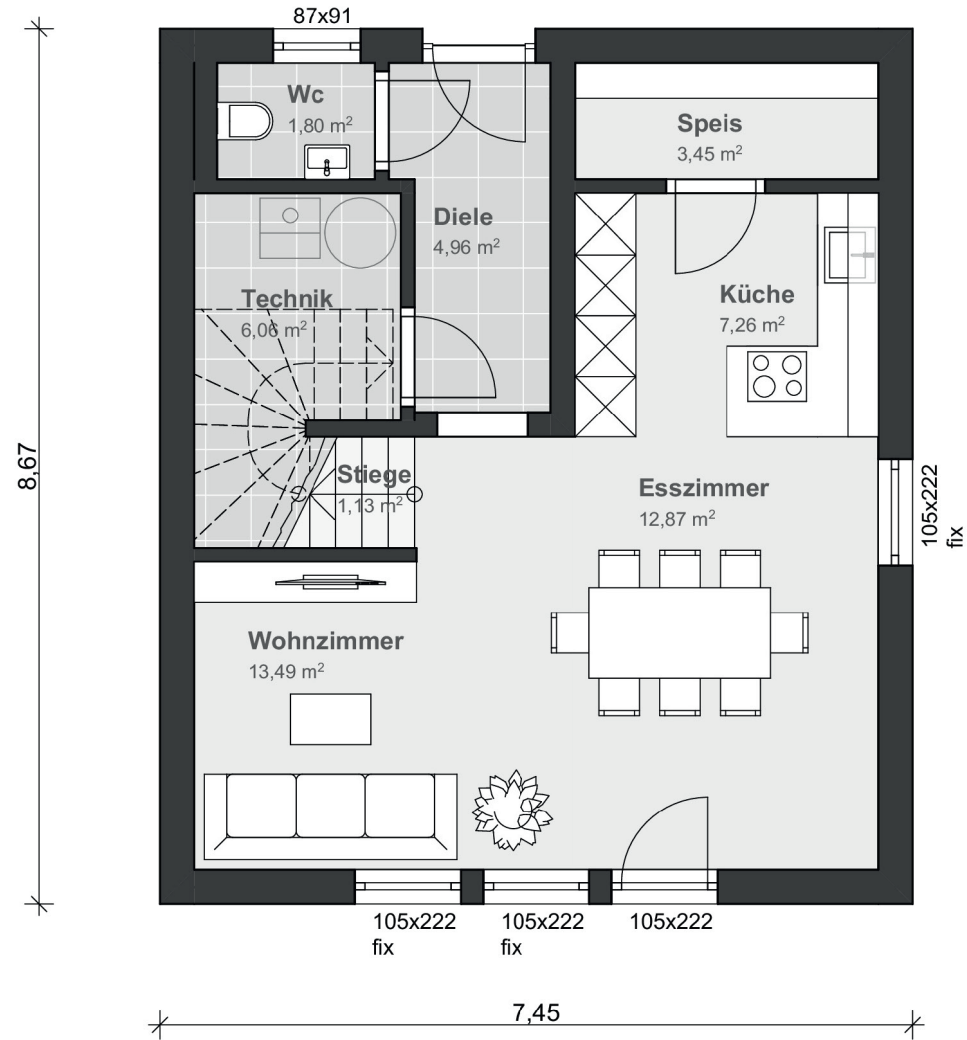 87x91
Wc
1,80 m²
Speis
3,45 m²
Diele
4,96 m²
Technik
6,06 m²
Küche
7,26 m²
8,67
Stiege
1,13 m²
Esszimmer
12,87 m²
105x222
fix
Wohnzimmer
13,49 m²
105x222
fix
105x222
fix
105x222
7,45